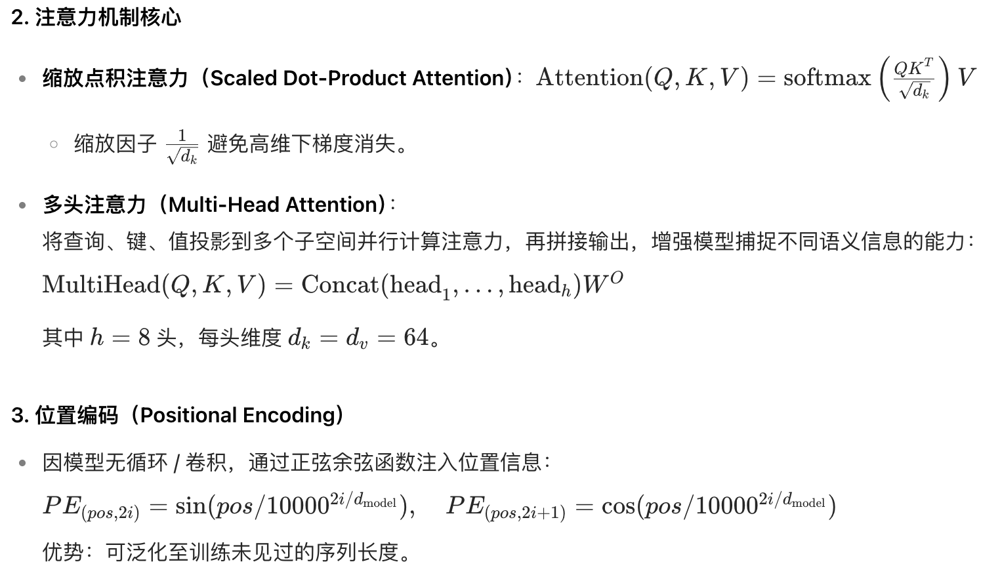 2. 注意力机制核心
• 缩放点积注意力（Scaled Dot-Product Attention）：$\text{Attention}(Q, K, V) = \text{softmax}\left(\frac{QK^T}{\sqrt{d_k}}\right)V$
◦ 缩放因子 $\frac{1}{\sqrt{d_k}}$ 避免高维下梯度消失。
• 多头注意力（Multi-Head Attention）：
将查询、键、值投影到多个子空间并行计算注意力，再拼接输出，增强模型捕捉不同语义信息的能力：
$\text{MultiHead}(Q, K, V) = \text{Concat}(\text{head}_1, \ldots, \text{head}_h)W^O$
其中 $h = 8$ 头，每头维度 $d_k = d_v = 64$。
3. 位置编码（Positional Encoding）
• 因模型无循环 / 卷积，通过正弦余弦函数注入位置信息：
$PE_{(pos,2i)} = \sin(pos/10000^{2i/d_{\text{model}}}), \quad PE_{(pos,2i+1)} = \cos(pos/10000^{2i/d_{\text{model}}})$
优势：可泛化至训练未见过的序列长度。